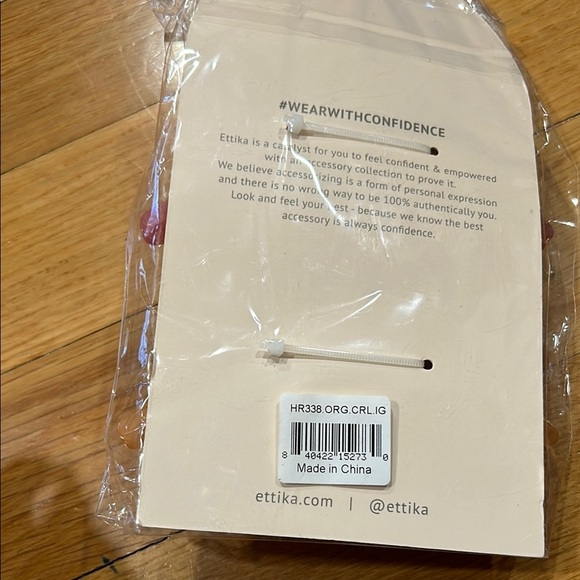 #WEARWITHCONFIDENCE
Ettika is a catalyst for you to feel confident & empowered
with an accessory collection to prove it.
We believe accessorizing is a form of personal expression
and there is no wrong way to be 100% authentically you.
Look and feel your best - because we know the best
accessory is always confidence.
HR338.ORG.CRL.IG
8 40422 15273 0
Made in China
ettika.com | @ettika